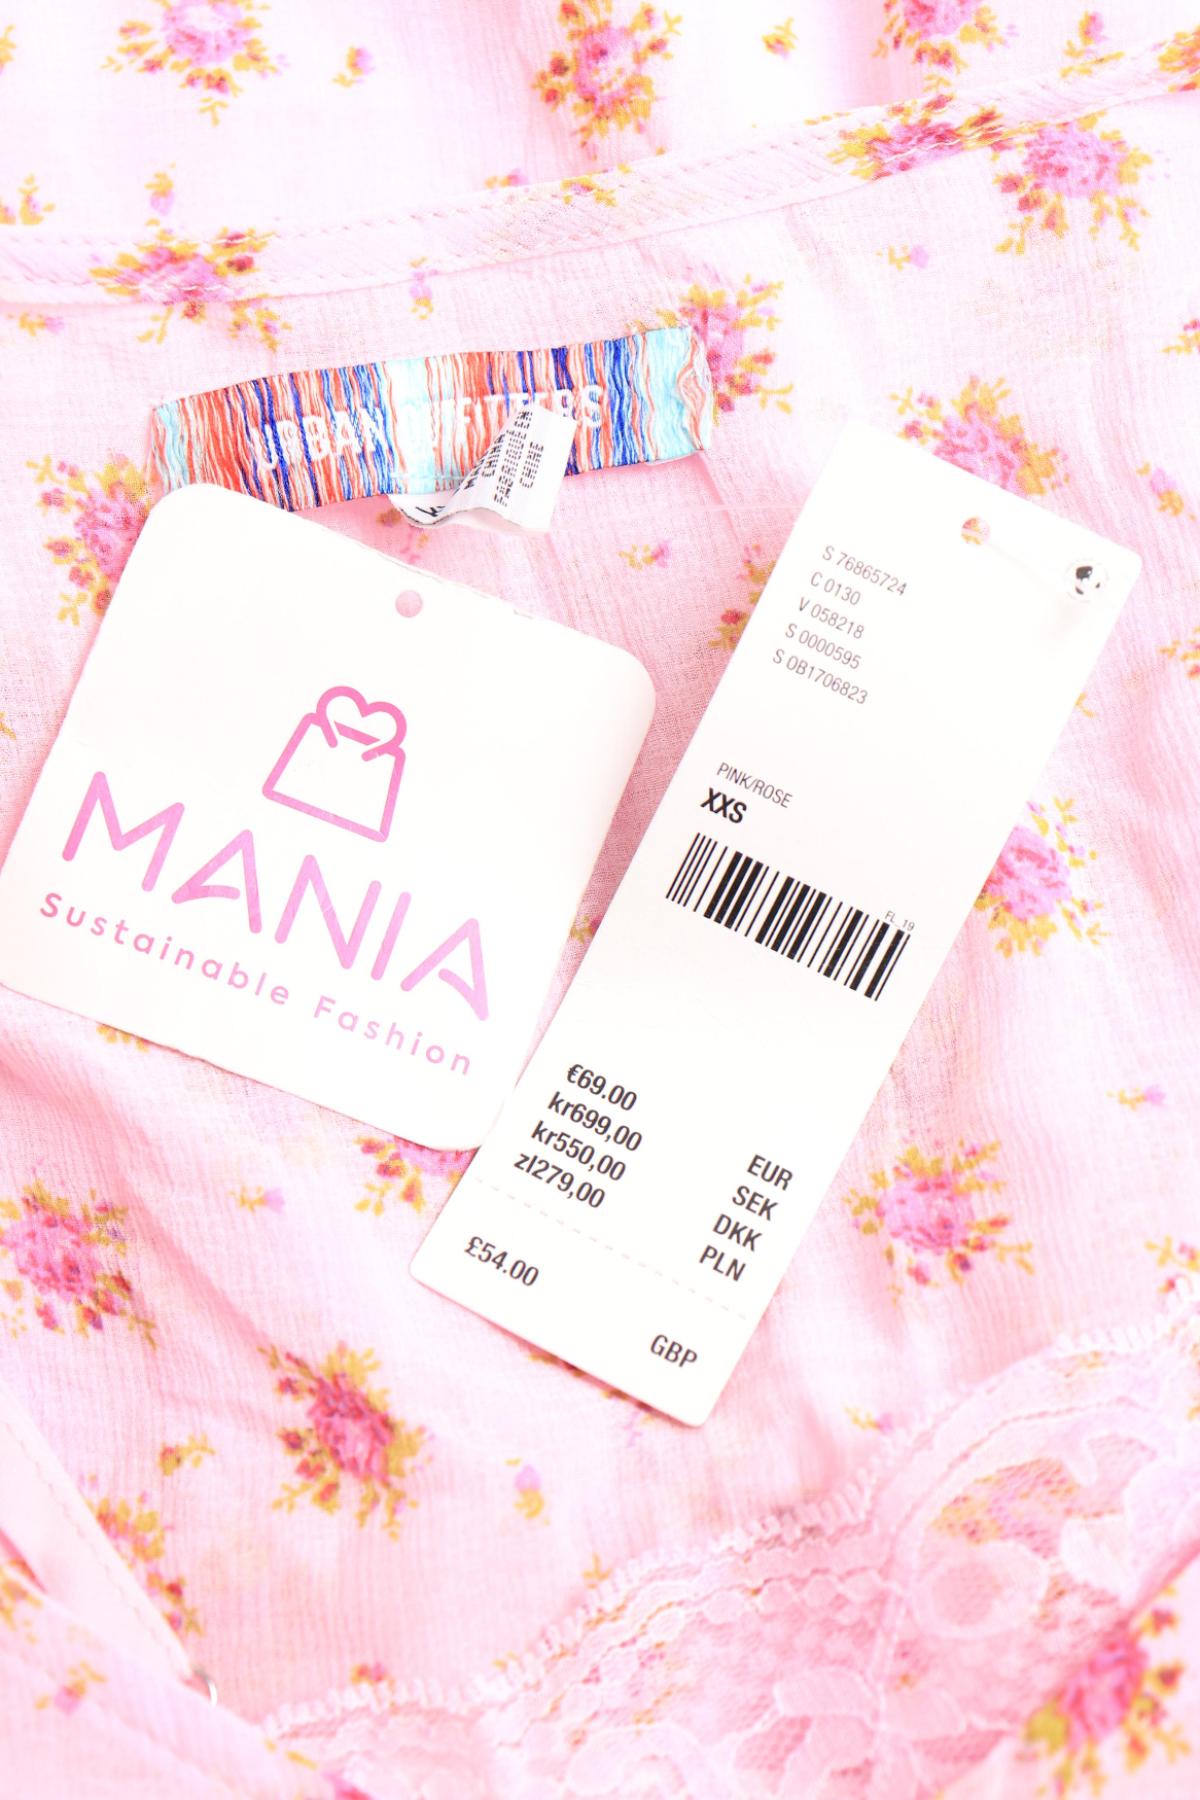 URBAN OUTFITTERS
MANIA
Sustainable Fashion
S 76865724
C 0130
V 058218
S 0000595
S OB1706823
PINK/ROSE
XXS
FL_19
€69.00 EUR
kr699,00 SEK
kr550,00 DKK
zl279,00 PLN
£54.00 GBP